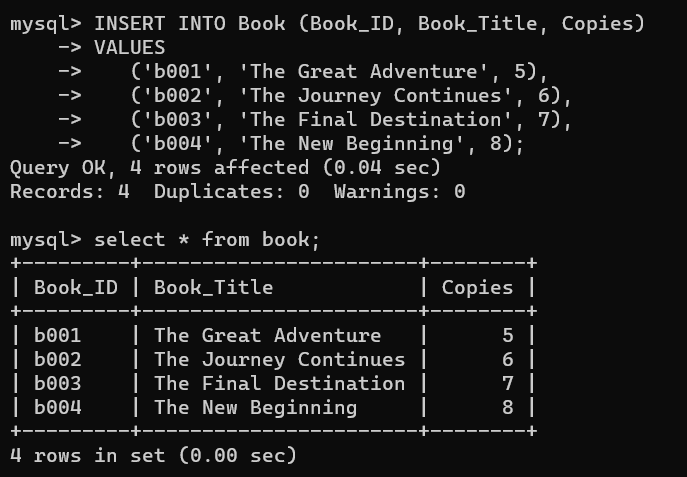 mysql> INSERT INTO Book (Book_ID, Book_Title, Copies)
    -> VALUES
    ->    ('b001', 'The Great Adventure', 5),
    ->    ('b002', 'The Journey Continues', 6),
    ->    ('b003', 'The Final Destination', 7),
    ->    ('b004', 'The New Beginning', 8);
Query OK, 4 rows affected (0.04 sec)
Records: 4  Duplicates: 0  Warnings: 0

mysql> select * from book;
+---------+-----------------------+--------+
| Book_ID | Book_Title            | Copies |
+---------+-----------------------+--------+
| b001    | The Great Adventure   |      5 |
| b002    | The Journey Continues |      6 |
| b003    | The Final Destination |      7 |
| b004    | The New Beginning     |      8 |
+---------+-----------------------+--------+
4 rows in set (0.00 sec)